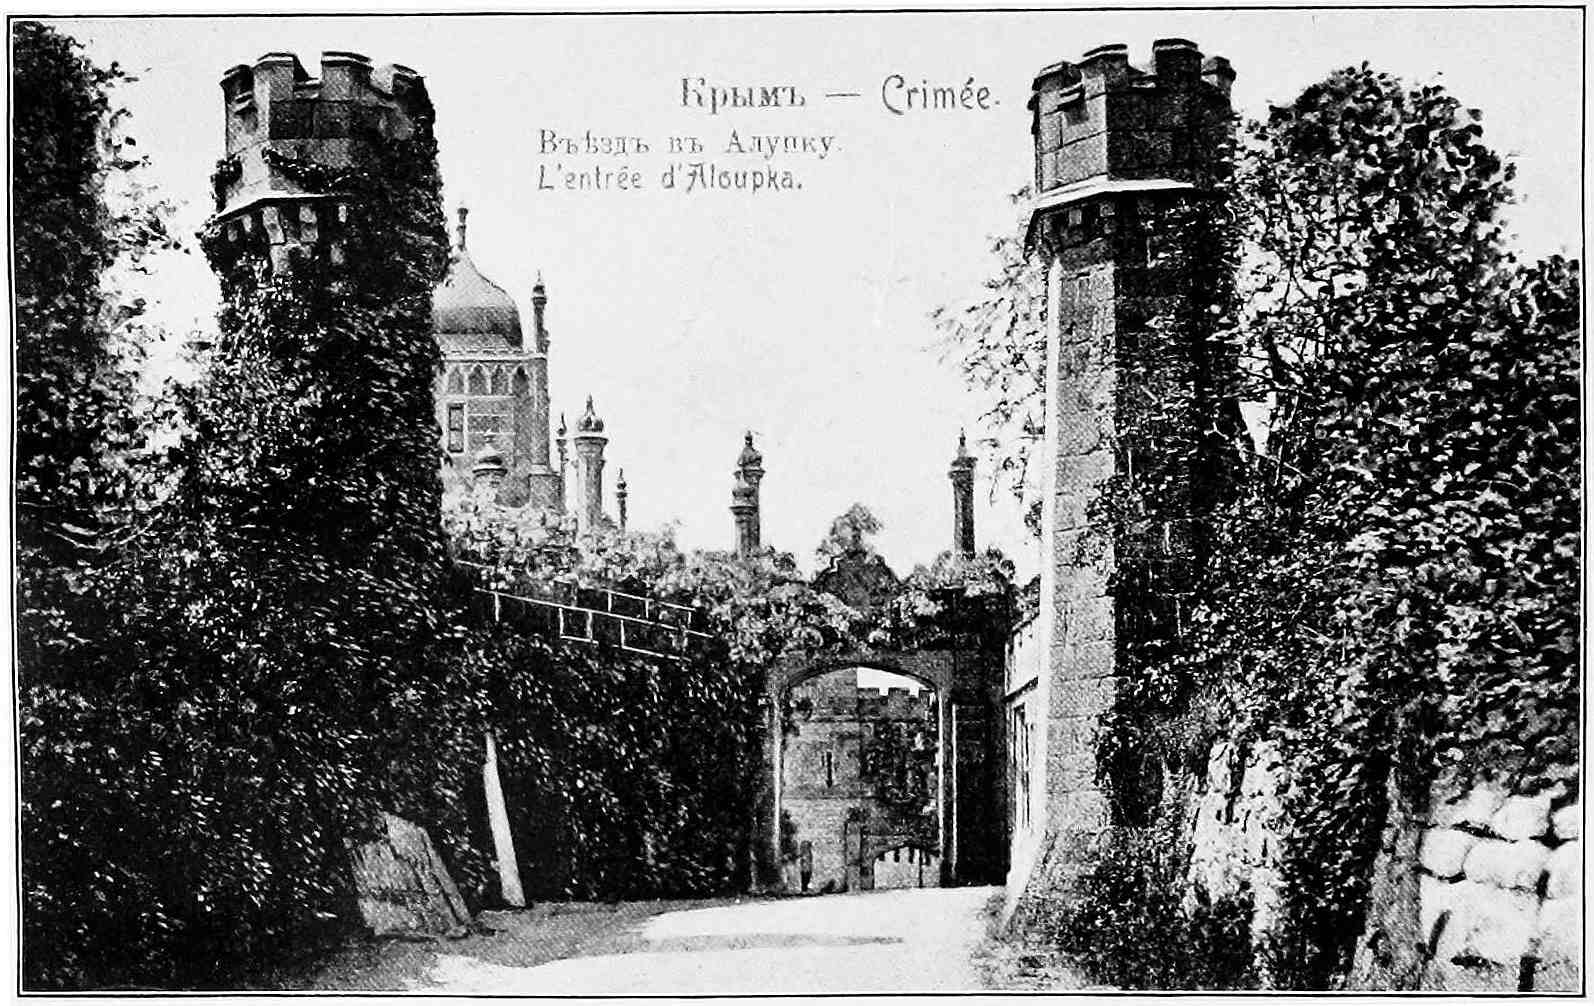 Крымъ — Crimée.
Въѣздъ въ Алупку.
L'entrée d'Aloupka.